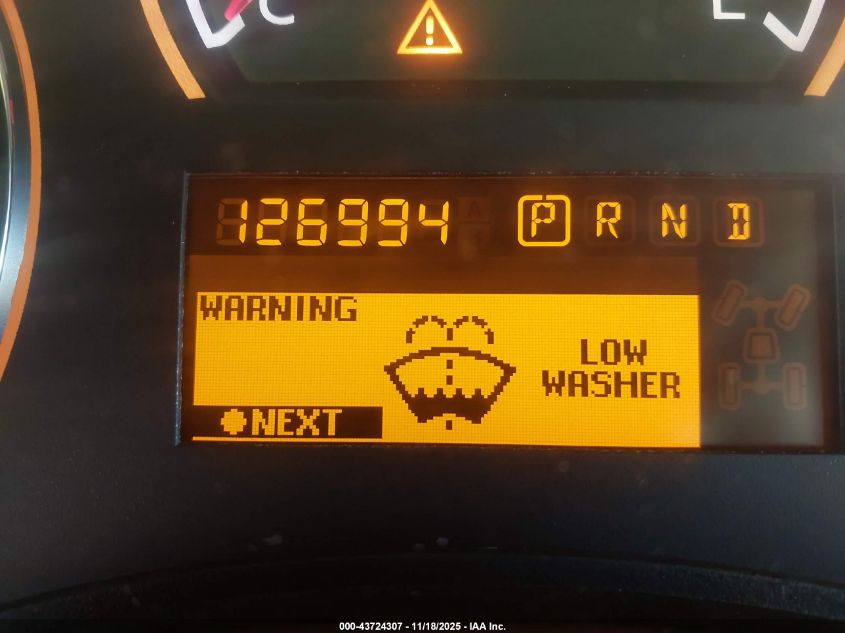 C E
126994 P R N D
WARNING
LOW
WASHER
NEXT
000-43724307 - 11/18/2025 - IAA Inc.